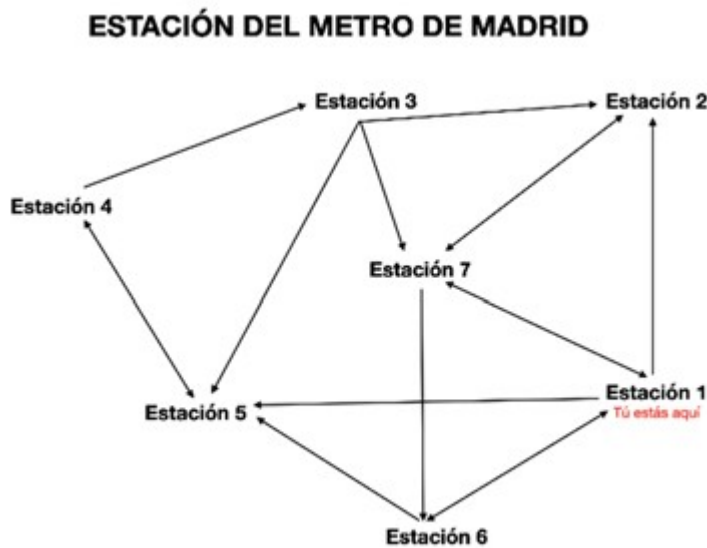 ESTACIÓN DEL METRO DE MADRID
Estación 3
Estación 2
Estación 4
Estación 7
Estación 1
Tú estás aquí
Estación 5
Estación 6